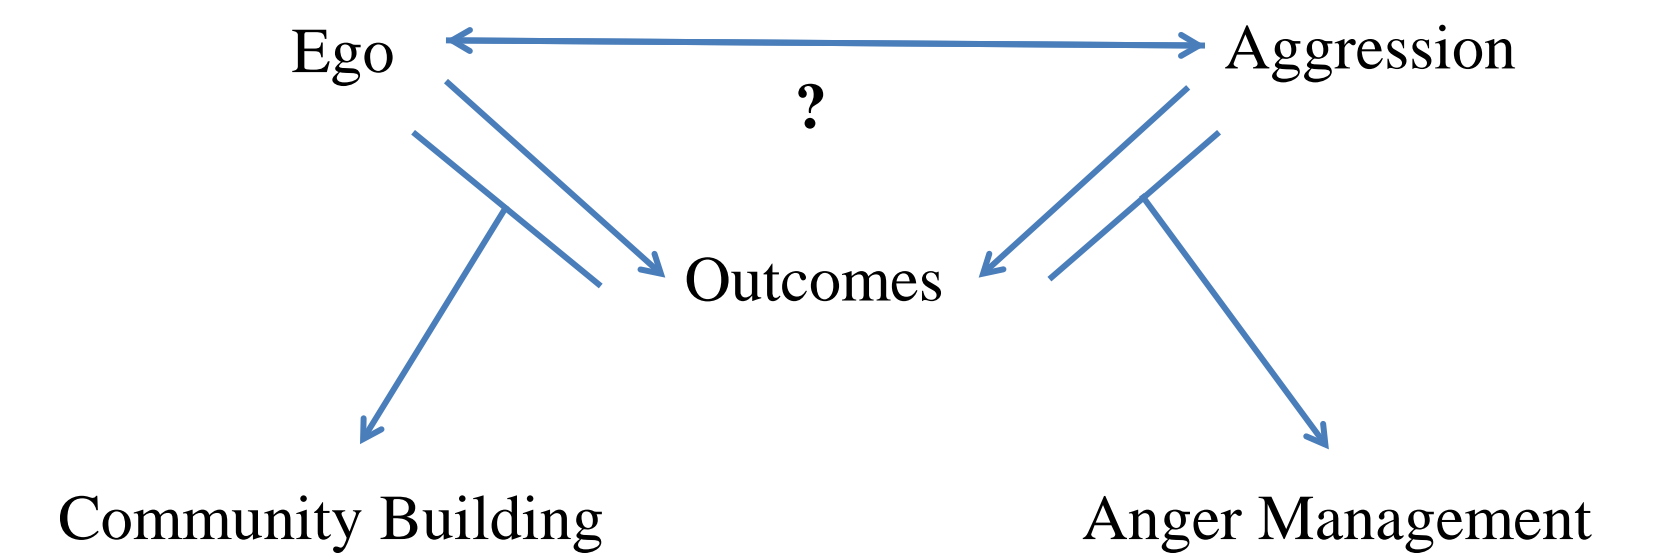 Ego
Aggression
?
Outcomes
Community Building
Anger Management